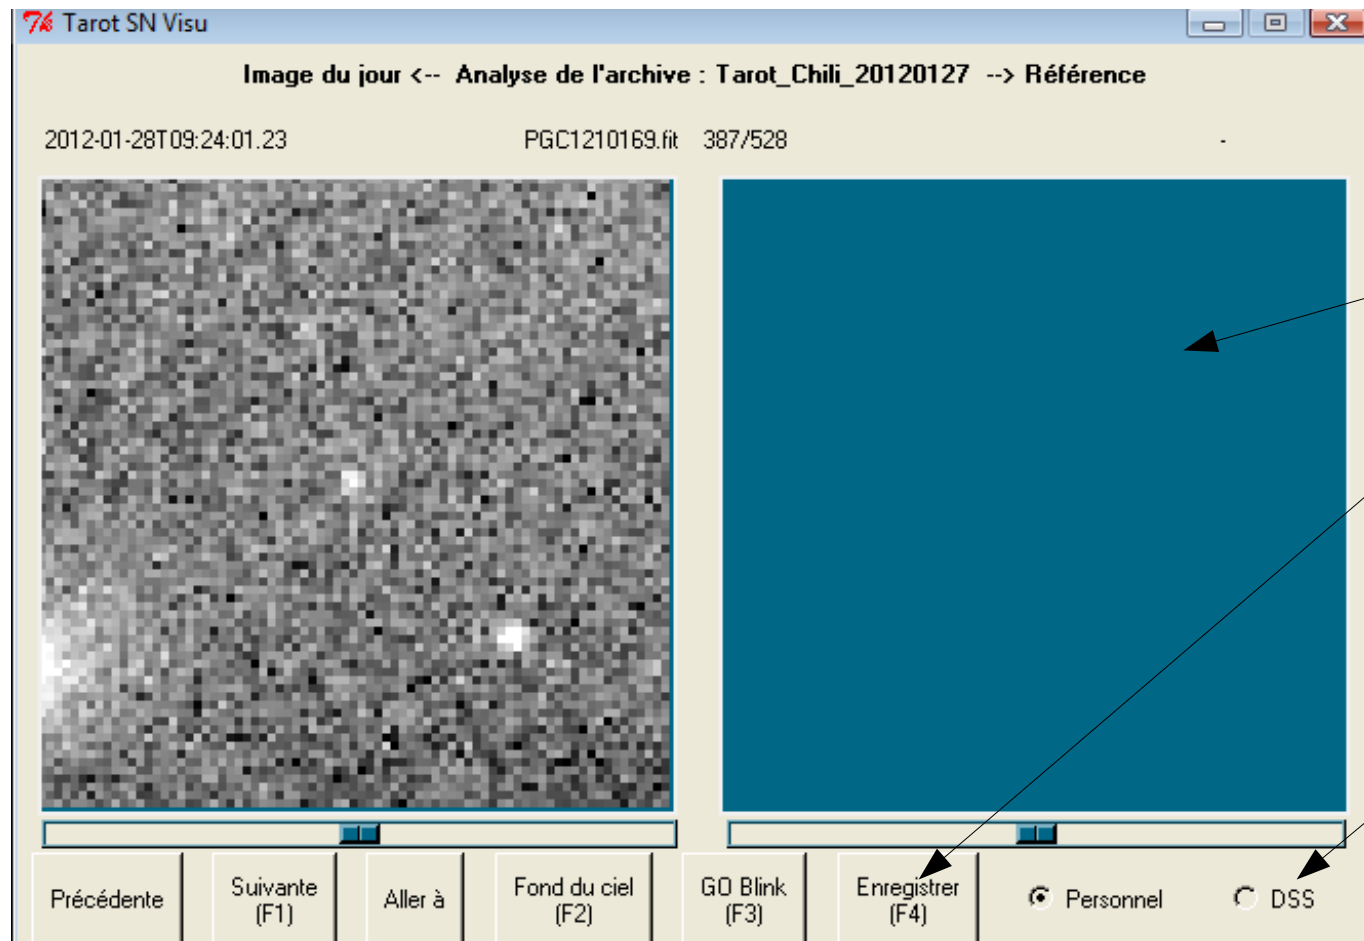 Tarot SN Visu
Image du jour <-- Analyse de l'archive : Tarot_Chili_20120127 --> Référence
2012-01-28T09:24:01.23 PGC1210169.fit 387/528 -
Précédente
Suivante
(F1)
Aller à
Fond du ciel
(F2)
GO Blink
(F3)
Enregistrer
(F4)
Personnel
DSS